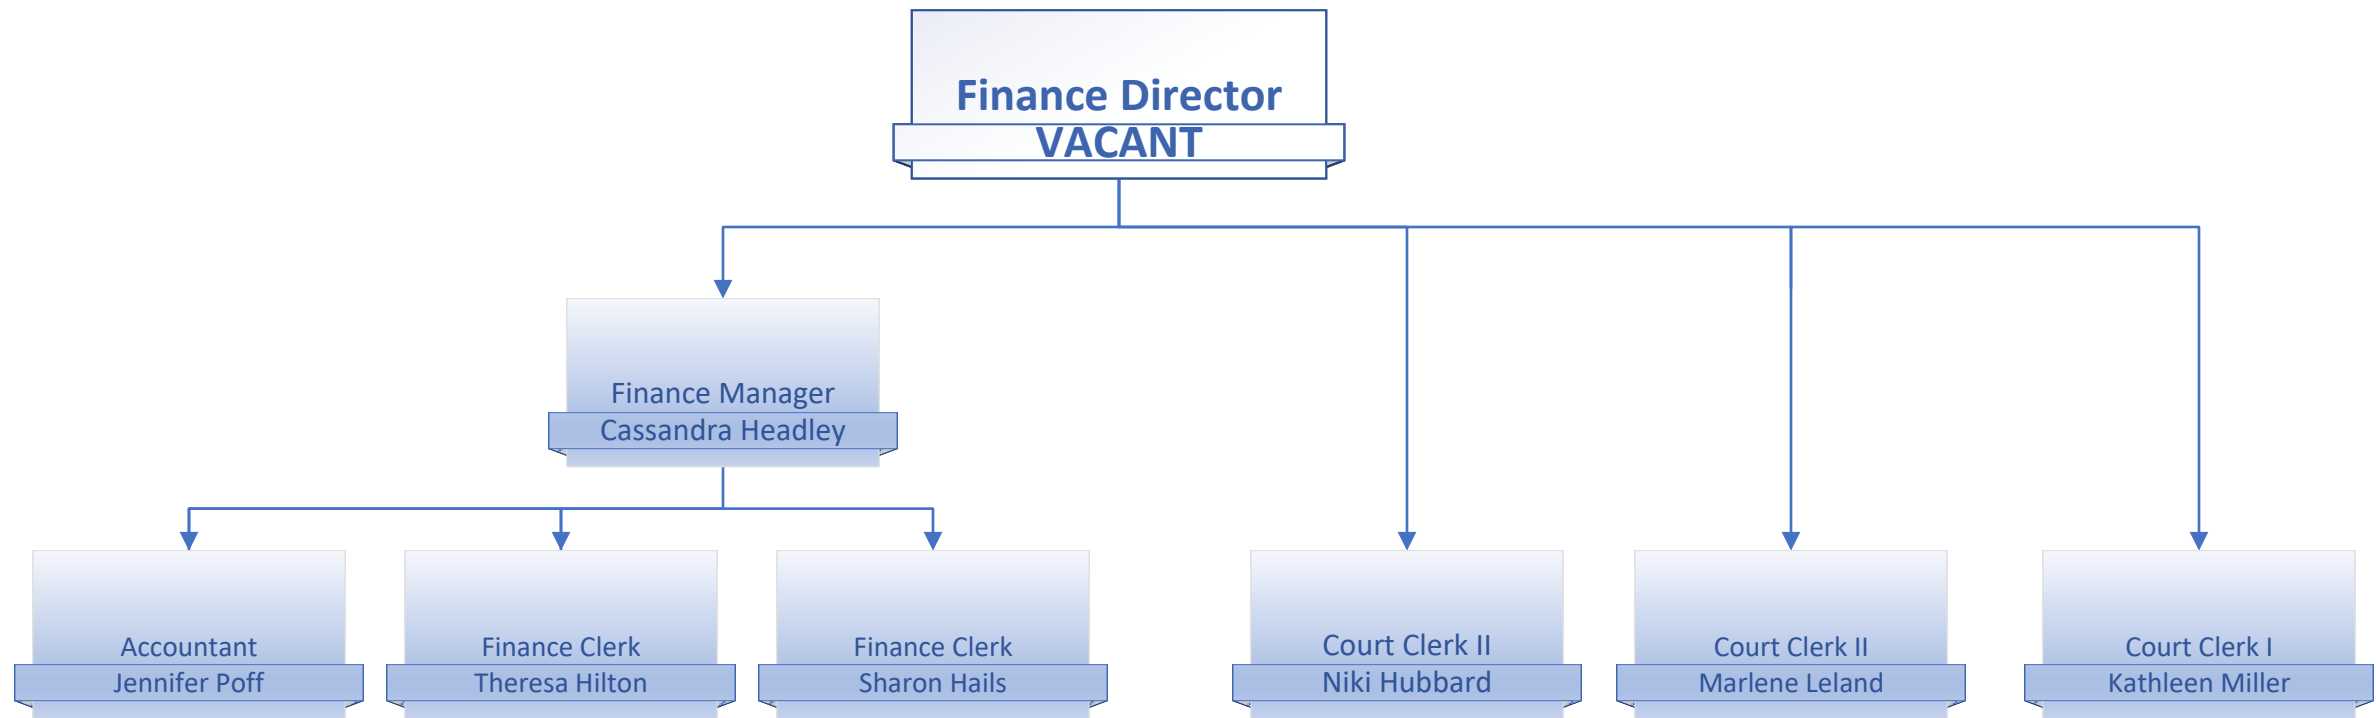 Finance Director
VACANT
Finance Manager
Cassandra Headley
Accountant
Jennifer Poff
Finance Clerk
Theresa Hilton
Finance Clerk
Sharon Hails
Court Clerk II
Niki Hubbard
Court Clerk II
Marlene Leland
Court Clerk I
Kathleen Miller